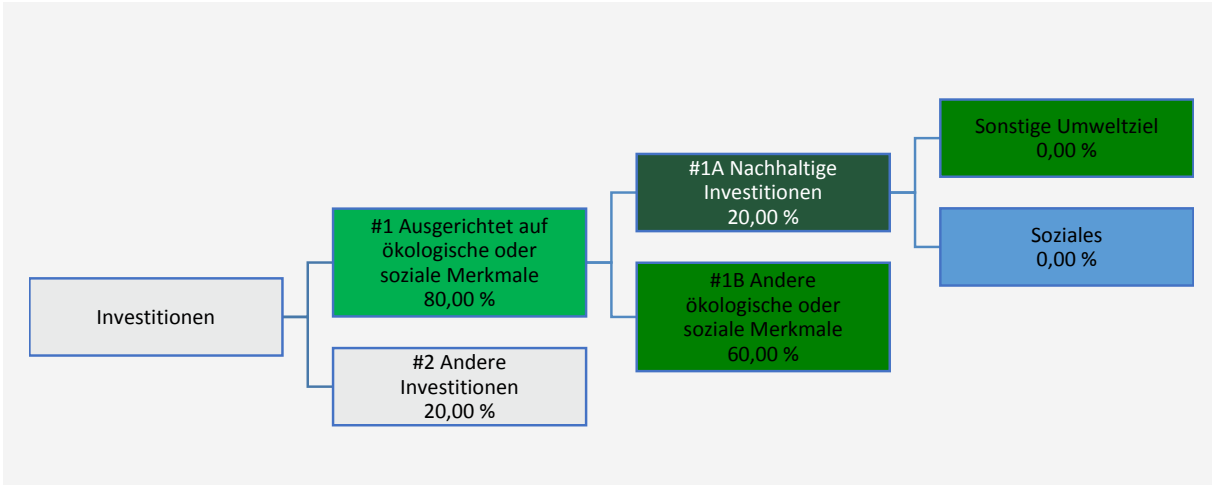 Investitionen
#1 Ausgerichtet auf
ökologische oder
soziale Merkmale
80,00 %
#2 Andere
Investitionen
20,00 %
#1A Nachhaltige
Investitionen
20,00 %
#1B Andere
ökologische oder
soziale Merkmale
60,00 %
Sonstige Umweltziel
0,00 %
Soziales
0,00 %